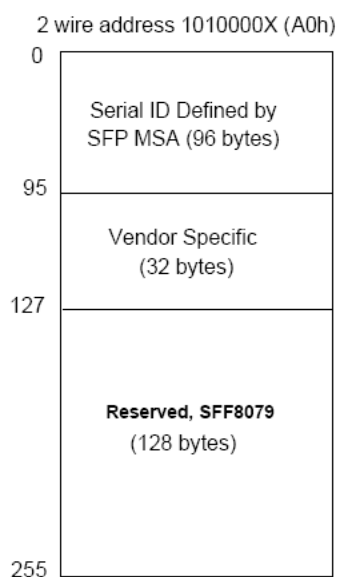 2 wire address 1010000X (A0h)
0
Serial ID Defined by
SFP MSA (96 bytes)
95
Vendor Specific
(32 bytes)
127
Reserved, SFF8079
(128 bytes)
255